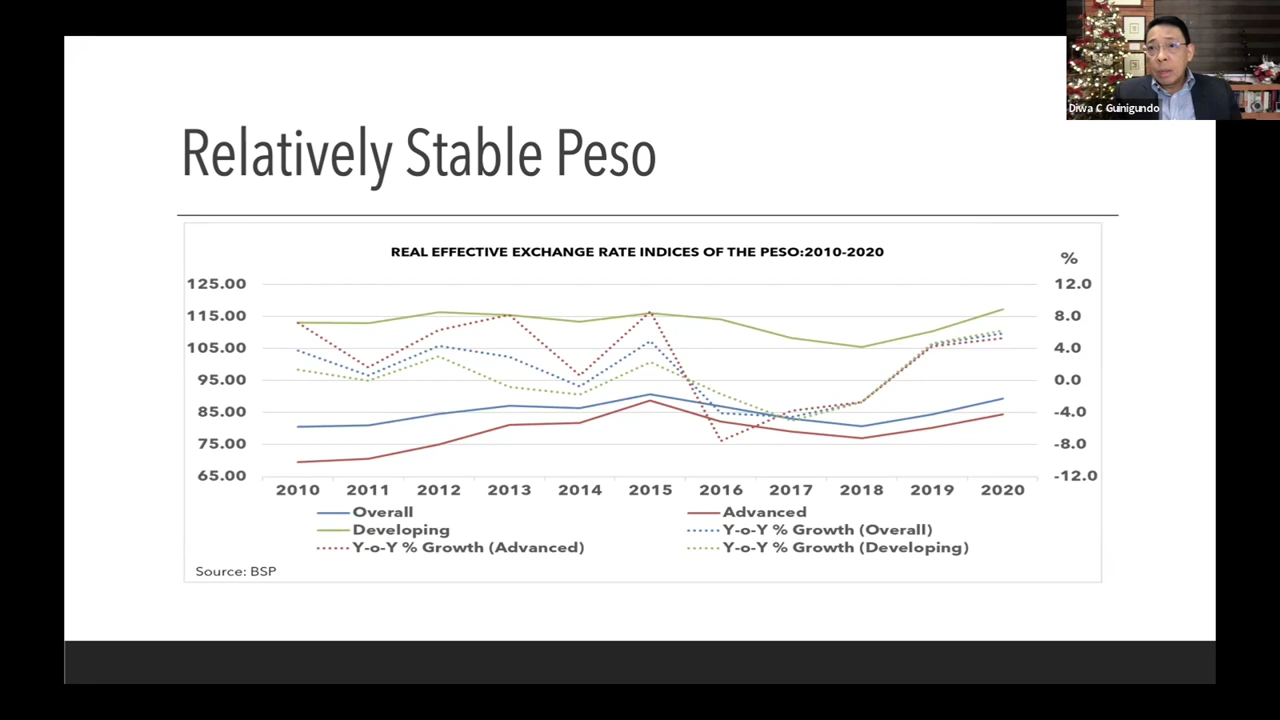 Diwa C Guinigundo
Relatively Stable Peso
REAL EFFECTIVE EXCHANGE RATE INDICES OF THE PESO:2010-2020
%
125.00 12.0
115.00 8.0
105.00 4.0
95.00 0.0
85.00 -4.0
75.00 -8.0
65.00 -12.0
2010 2011 2012 2013 2014 2015 2016 2017 2018 2019 2020
Overall Advanced
Developing Y-o-Y % Growth (Overall)
Y-o-Y % Growth (Advanced) Y-o-Y % Growth (Developing)
Source: BSP